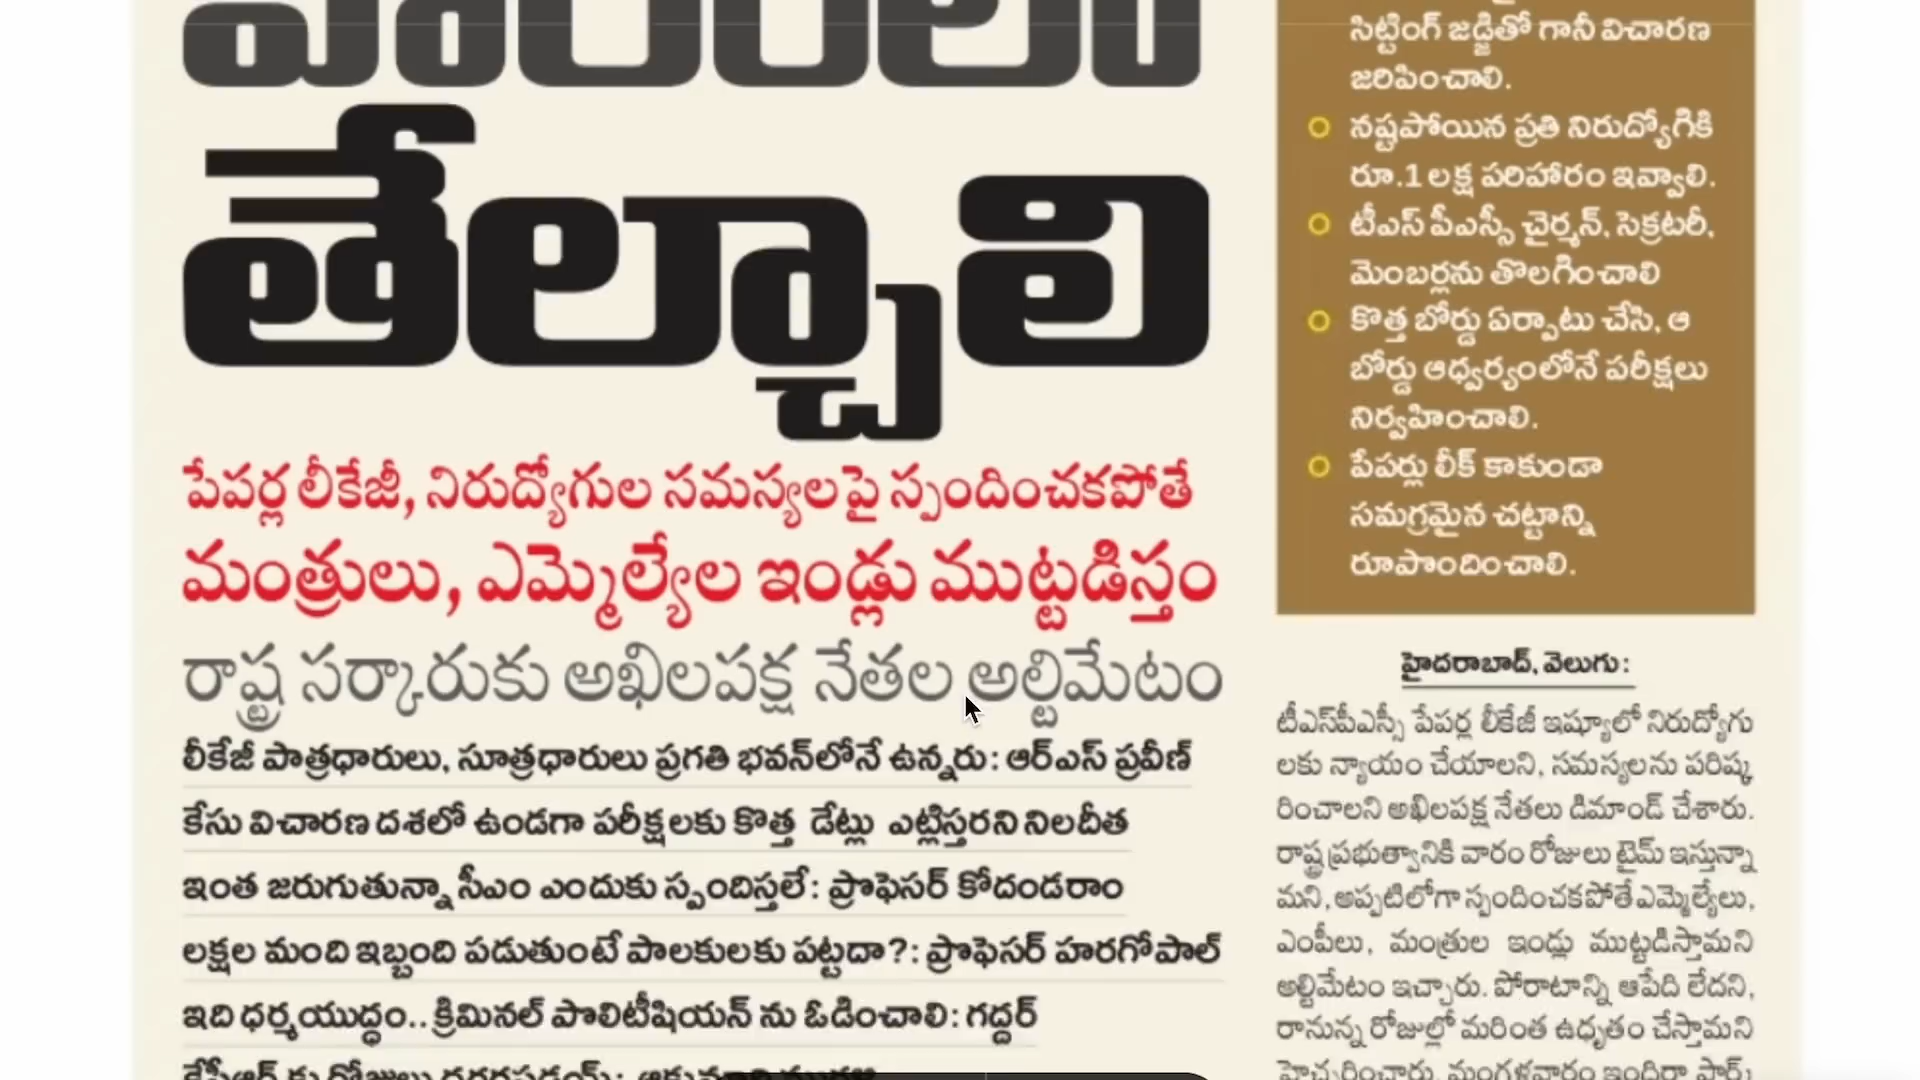 వారంలో
తేల్చాలి
పేపర్ల లీకేజీ, నిరుద్యోగుల సమస్యలపై స్పందించకపోతే
మంత్రులు, ఎమ్మెల్యేల ఇండ్లు ముట్టడిస్తం
రాష్ట్ర సర్కారుకు అఖిలపక్ష నేతల అల్టిమేటం
లీకేజీ పాత్రధారులు, సూత్రధారులు ప్రగతి భవన్‌లోనే ఉన్నరు: ఆర్ఎస్ ప్రవీణ్
కేసు విచారణ దశలో ఉండగా పరీక్షలకు కొత్త డేట్లు ఎట్లిస్తరని నిలదీత
ఇంత జరుగుతున్నా సీఎం ఎందుకు స్పందిస్తలే: ప్రొఫెసర్ కోదండరాం
లక్షల మంది ఇబ్బంది పడుతుంటే పాలకులకు పట్టదా?: ప్రొఫెసర్ హరగోపాల్
ఇది ధర్మయుద్ధం.. క్రిమినల్ పొలిటీషియన్ ను ఓడించాలి: గద్దర్
సిట్టింగ్ జడ్జితో గానీ విచారణ
జరిపించాలి.
నష్టపోయిన ప్రతి నిరుద్యోగికి
రూ.1 లక్ష పరిహారం ఇవ్వాలి.
టీఎస్ పీఎస్సీ చైర్మన్, సెక్రటరీ,
మెంబర్లను తొలగించాలి
కొత్త బోర్డు ఏర్పాటు చేసి, ఆ
బోర్డు ఆధ్వర్యంలోనే పరీక్షలు
నిర్వహించాలి.
పేపర్లు లీక్ కాకుండా
సమగ్రమైన చట్టాన్ని
రూపొందించాలి.
హైదరాబాద్, వెలుగు:
టీఎస్‌పీఎస్సీ పేపర్ల లీకేజీ ఇష్యూలో నిరుద్యోగు
లకు న్యాయం చేయాలని, సమస్యలను పరిష్క
రించాలని అఖిలపక్ష నేతలు డిమాండ్ చేశారు.
రాష్ట్ర ప్రభుత్వానికి వారం రోజులు టైమ్ ఇస్తున్నా
మని, అప్పటిలోగా స్పందించకపోతే ఎమ్మెల్యేలు,
ఎంపీలు, మంత్రుల ఇండ్లు ముట్టడిస్తామని
అల్టిమేటం ఇచ్చారు. పోరాటాన్ని ఆపేది లేదని,
రానున్న రోజుల్లో మరింత ఉధృతం చేస్తామని
హెచ్చరించారు. మంగళవారం ఇందిరా పార్క్